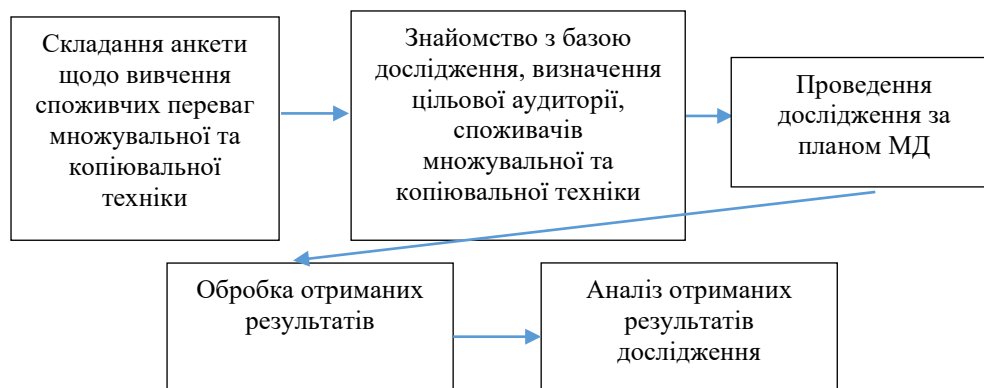 Складання анкети
щодо вивчення
споживчих переваг
множувальної та
копіювальної
техніки
Знайомство з базою
дослідження, визначення
цільової аудиторії,
споживачів
множувальної та
копіювальної техніки
Проведення
дослідження за
планом МД
Обробка отриманих
результатів
Аналіз отриманих
результатів
дослідження